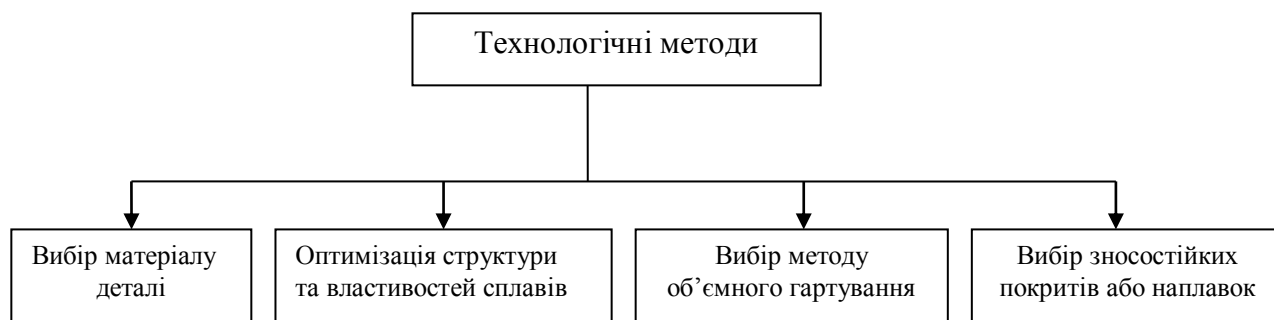 Технологічні методи
Вибір матеріалу
деталі
Оптимізація структури
та властивостей сплавів
Вибір методу
об’ємного гартування
Вибір зносостійких
покритів або наплавок